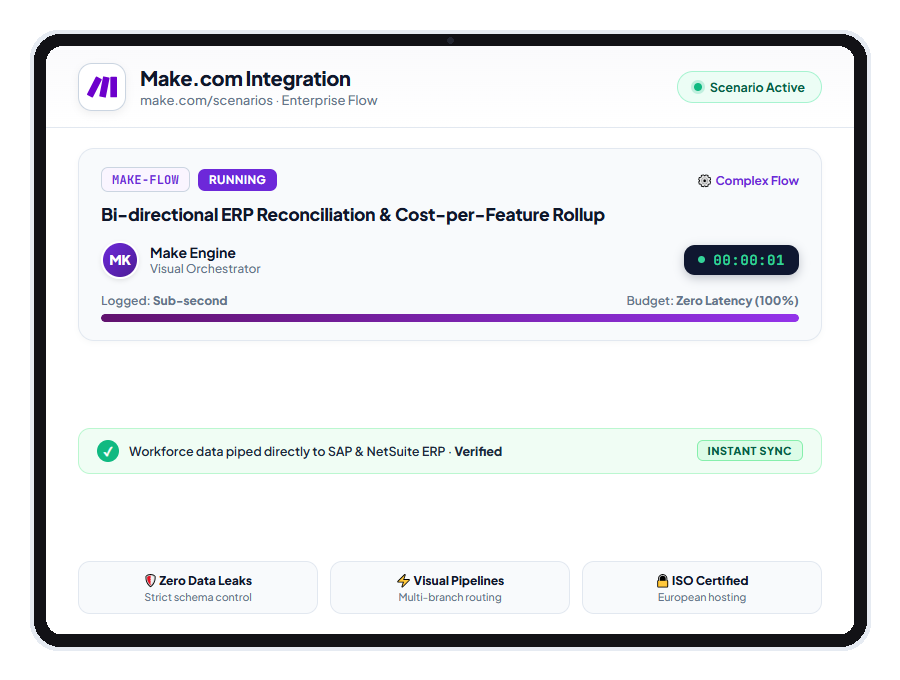 Make.com Integration
make.com/scenarios · Enterprise Flow
Scenario Active
MAKE-FLOW
RUNNING
Complex Flow
Bi-directional ERP Reconciliation & Cost-per-Feature Rollup
MK
Make Engine
Visual Orchestrator
00:00:01
Logged: Sub-second
Budget: Zero Latency (100%)
Workforce data piped directly to SAP & NetSuite ERP · Verified
INSTANT SYNC
Zero Data Leaks
Strict schema control
Visual Pipelines
Multi-branch routing
ISO Certified
European hosting